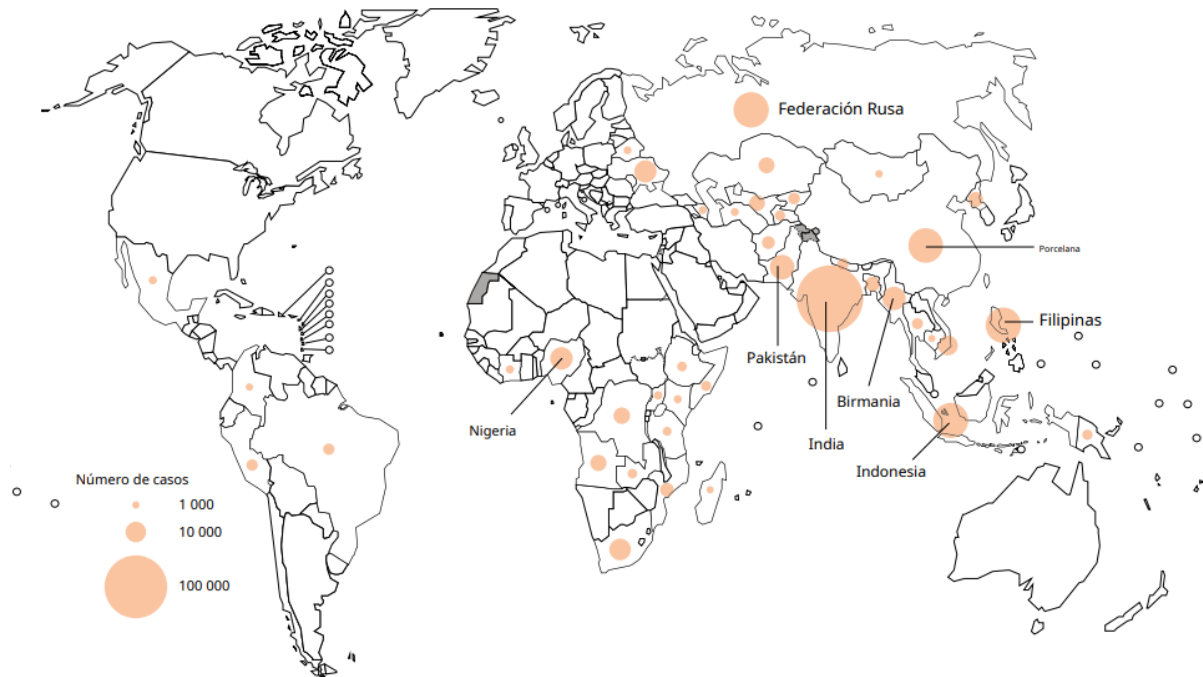 Federación Rusa
Porcelana
Filipinas
Pakistán
Birmania
Nigeria
India
Indonesia
Número de casos
1 000
10 000
100 000